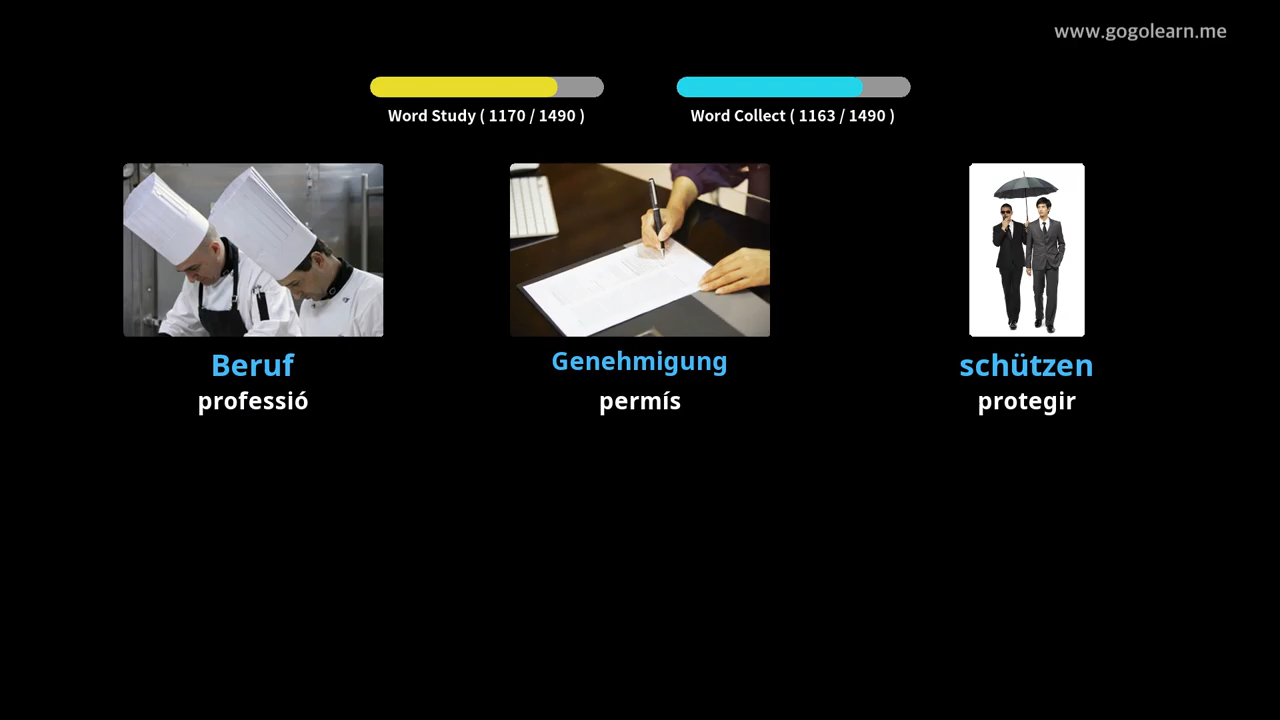 www.gogolearn.me
Word Study ( 1170 / 1490 )
Word Collect ( 1163 / 1490 )
Beruf
professió
Genehmigung
permís
schützen
protegir